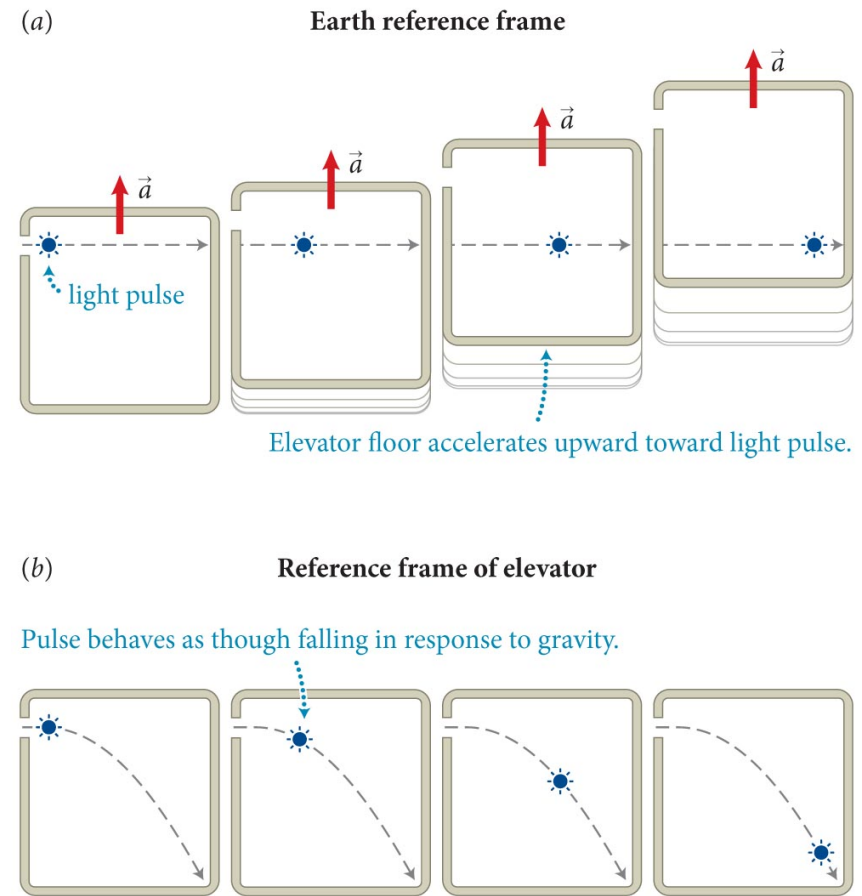 (a) Earth reference frame
a⃗
a⃗
a⃗
a⃗
light pulse
Elevator floor accelerates upward toward light pulse.
(b) Reference frame of elevator
Pulse behaves as though falling in response to gravity.